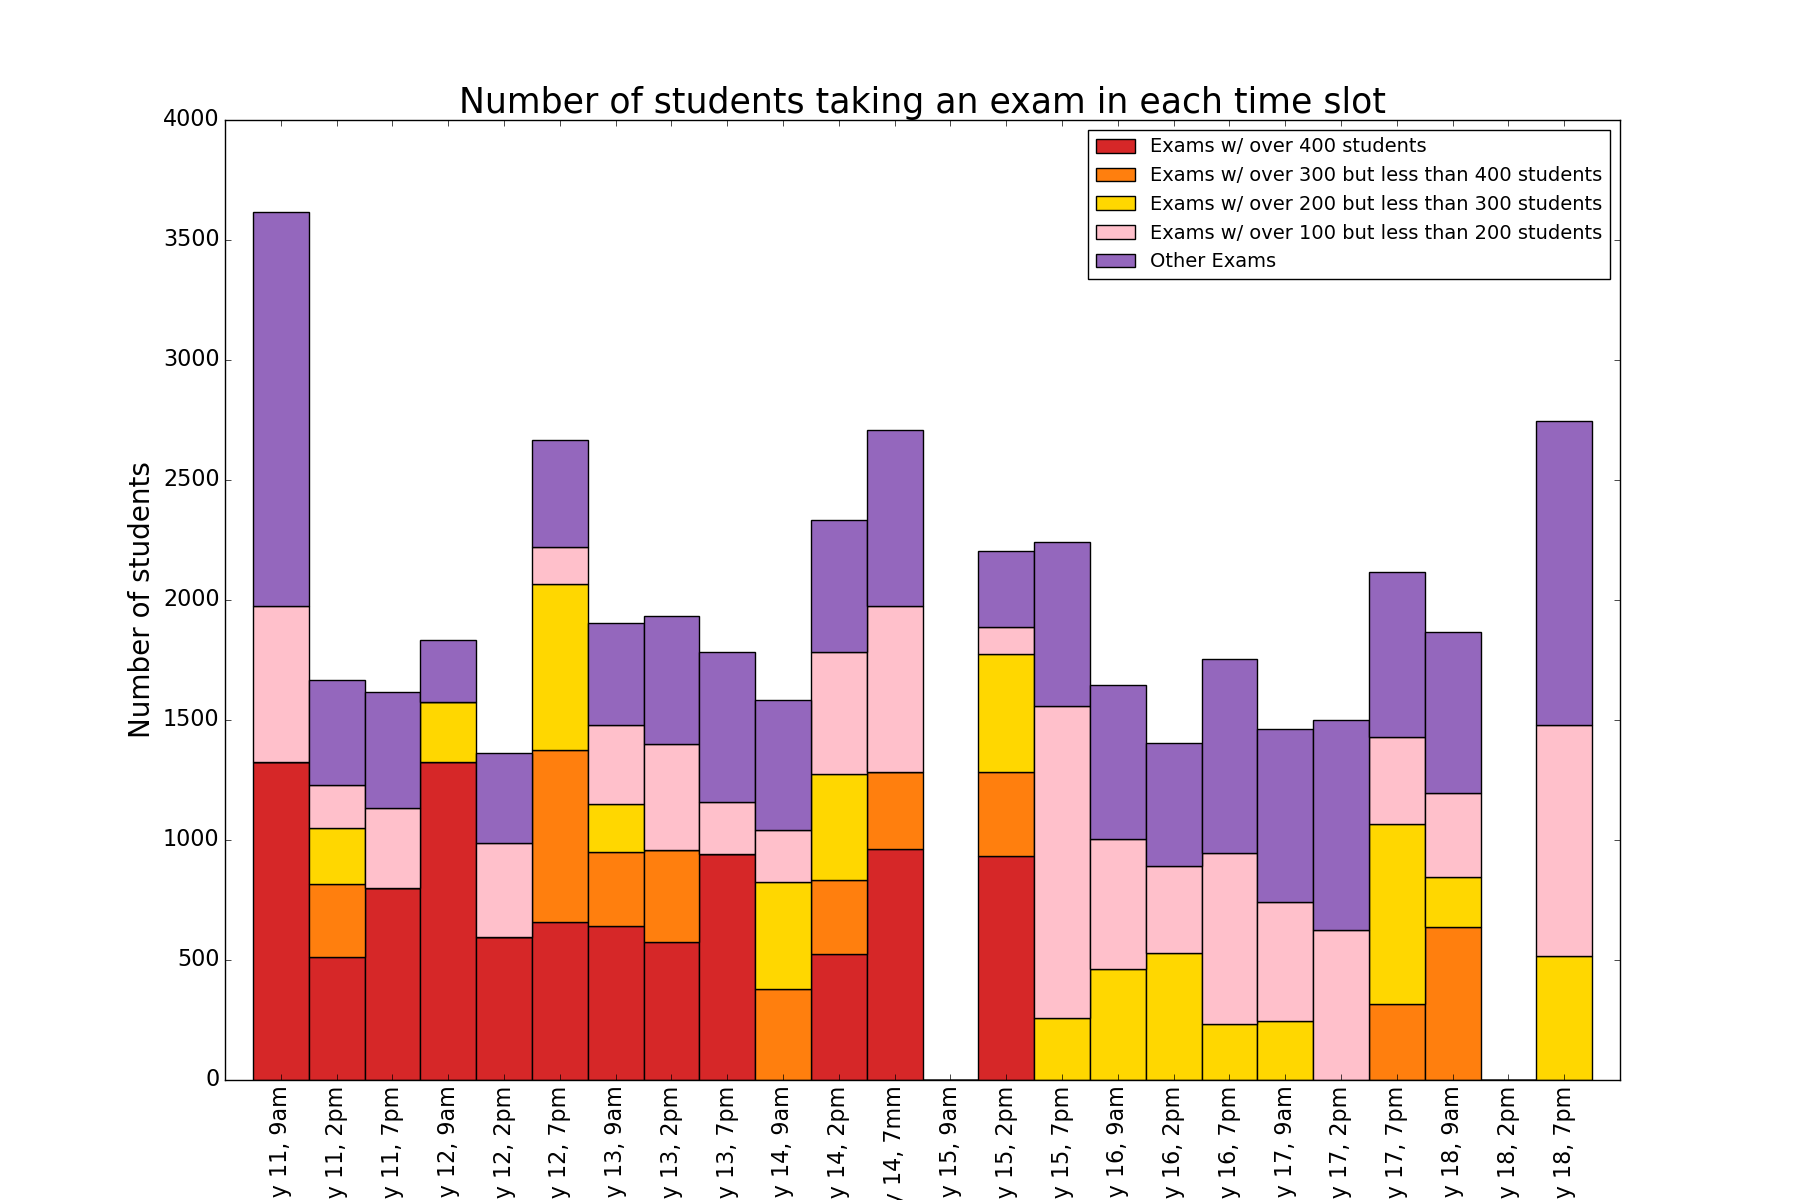 Number of students taking an exam in each time slot
Number of students
4000
3500
3000
2500
2000
1500
1000
500
0
Exams w/ over 400 students
Exams w/ over 300 but less than 400 students
Exams w/ over 200 but less than 300 students
Exams w/ over 100 but less than 200 students
Other Exams
y 11, 9am
y 11, 2pm
y 11, 7pm
y 12, 9am
y 12, 2pm
y 12, 7pm
y 13, 9am
y 13, 2pm
y 13, 7pm
y 14, 9am
y 14, 2pm
y 14, 7mm
y 15, 9am
y 15, 2pm
y 15, 7pm
y 16, 9am
y 16, 2pm
y 16, 7pm
y 17, 9am
y 17, 2pm
y 17, 7pm
y 18, 9am
y 18, 2pm
y 18, 7pm